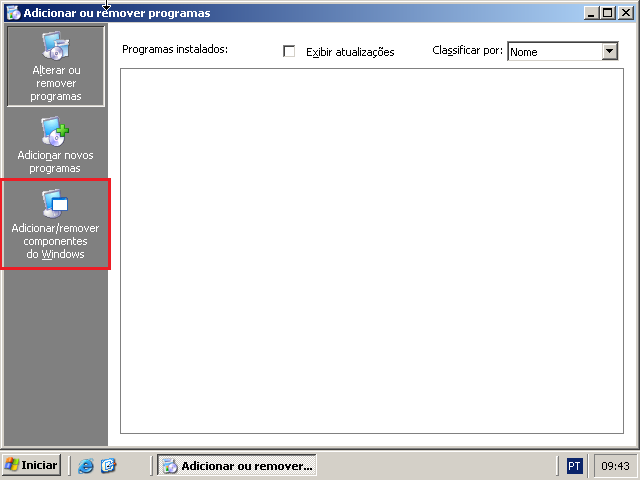 Adicionar ou remover programas
Alterar ou
remover
programas
Programas instalados:
Exibir atualizações
Classificar por:
Nome
Adicionar novos
programas
Adicionar/remover
componentes
do Windows
Iniciar
Adicionar ou remover...
PT
09:43